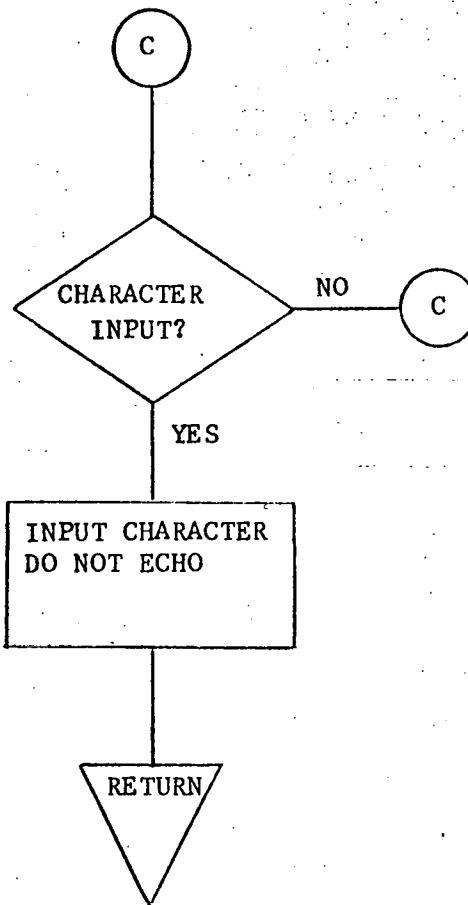 C
CHARACTER
INPUT?
NO
C
YES
INPUT CHARACTER
DO NOT ECHO
RETURN